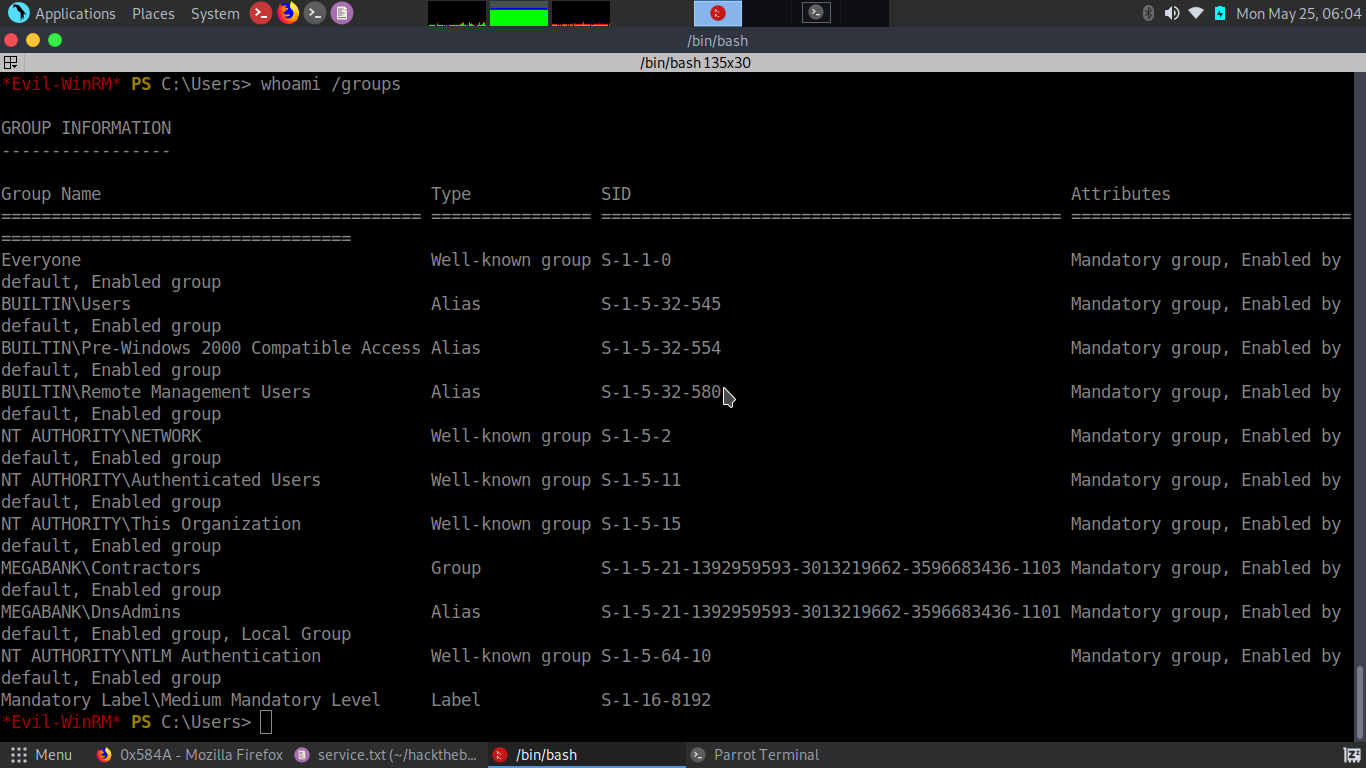 Applications Places System Mon May 25, 06:04
/bin/bash
/bin/bash 135x30
*Evil-WinRM* PS C:\Users> whoami /groups
GROUP INFORMATION
-----------------
Group Name Type SID Attributes
========================================== ================ ============================================== ============================
===================================
Everyone Well-known group S-1-1-0 Mandatory group, Enabled by
default, Enabled group
BUILTIN\Users Alias S-1-5-32-545 Mandatory group, Enabled by
default, Enabled group
BUILTIN\Pre-Windows 2000 Compatible Access Alias S-1-5-32-554 Mandatory group, Enabled by
default, Enabled group
BUILTIN\Remote Management Users Alias S-1-5-32-580 Mandatory group, Enabled by
default, Enabled group
NT AUTHORITY\NETWORK Well-known group S-1-5-2 Mandatory group, Enabled by
default, Enabled group
NT AUTHORITY\Authenticated Users Well-known group S-1-5-11 Mandatory group, Enabled by
default, Enabled group
NT AUTHORITY\This Organization Well-known group S-1-5-15 Mandatory group, Enabled by
default, Enabled group
MEGABANK\Contractors Group S-1-5-21-1392959593-3013219662-3596683436-1103 Mandatory group, Enabled by
default, Enabled group
MEGABANK\DnsAdmins Alias S-1-5-21-1392959593-3013219662-3596683436-1101 Mandatory group, Enabled by
default, Enabled group, Local Group
NT AUTHORITY\NTLM Authentication Well-known group S-1-5-64-10 Mandatory group, Enabled by
default, Enabled group
Mandatory Label\Medium Mandatory Level Label S-1-16-8192
*Evil-WinRM* PS C:\Users>
Menu 0x584A - Mozilla Firefox service.txt (~/hacktheb... /bin/bash Parrot Terminal